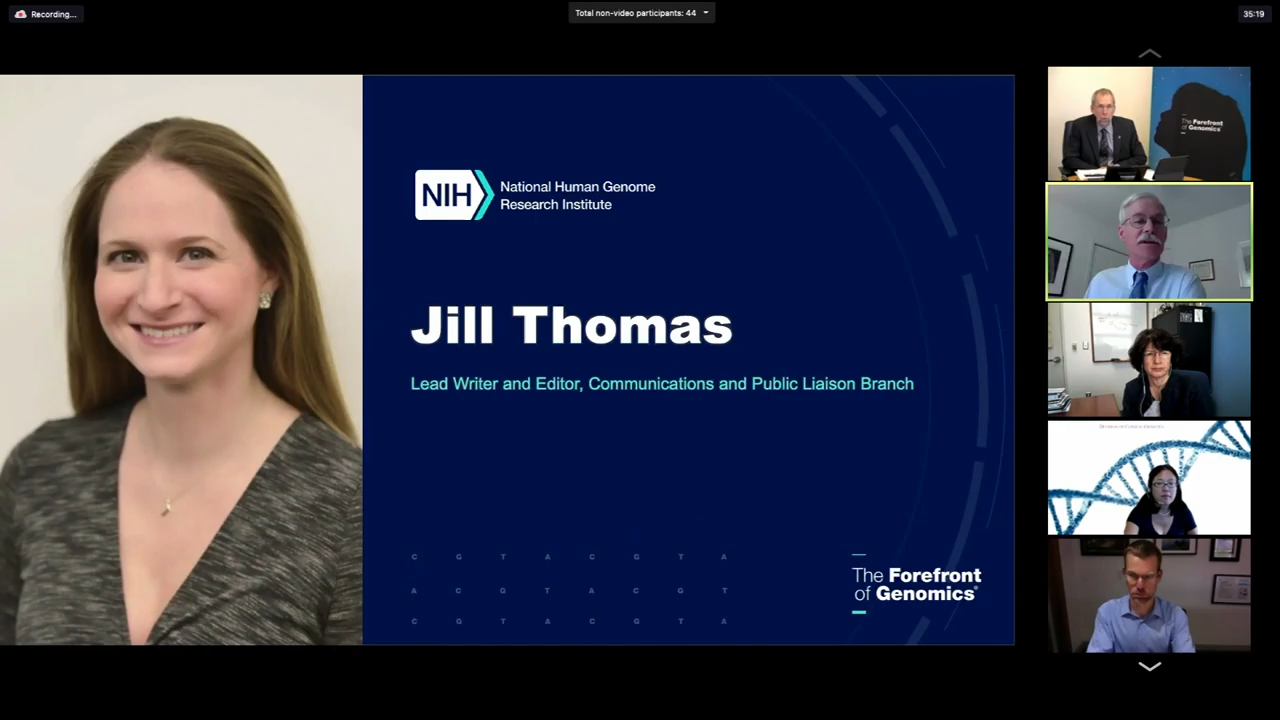 Recording...
Total non-video participants: 44
35:19
NIH
National Human Genome
Research Institute
Jill Thomas
Lead Writer and Editor, Communications and Public Liaison Branch
C G T A C G T A
A C G T A C G T
C G T A C G T A
The Forefront
of Genomics®
The Forefront
of Genomics®